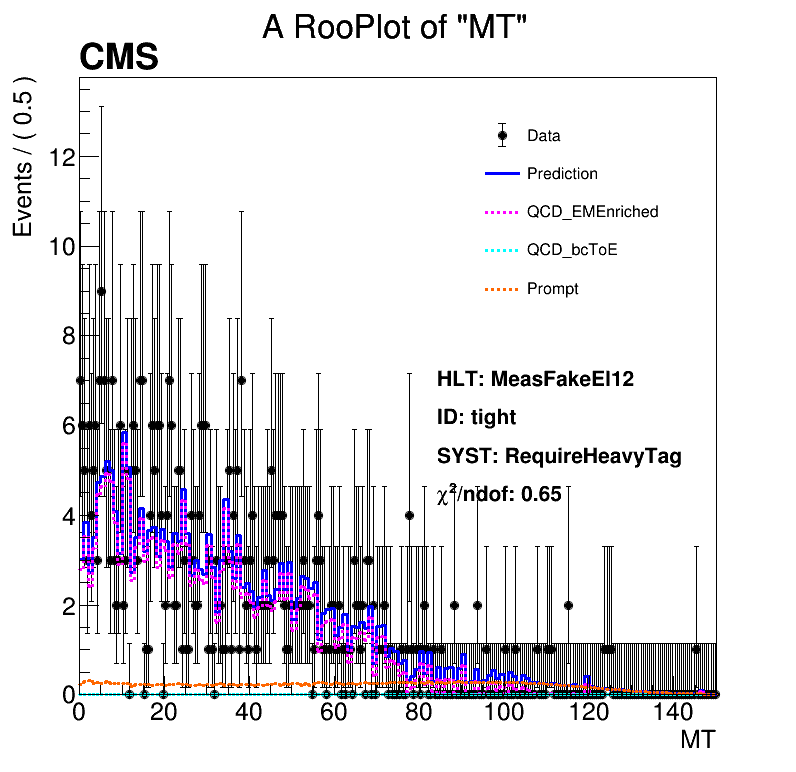 A RooPlot of "MT"
CMS
Events / ( 0.5 )
Data
Prediction
QCD_EMEnriched
QCD_bcToE
Prompt
HLT: MeasFakeEl12
ID: tight
SYST: RequireHeavyTag
χ²/ndof: 0.65
12
10
8
6
4
2
0
0 20 40 60 80 100 120 140
MT